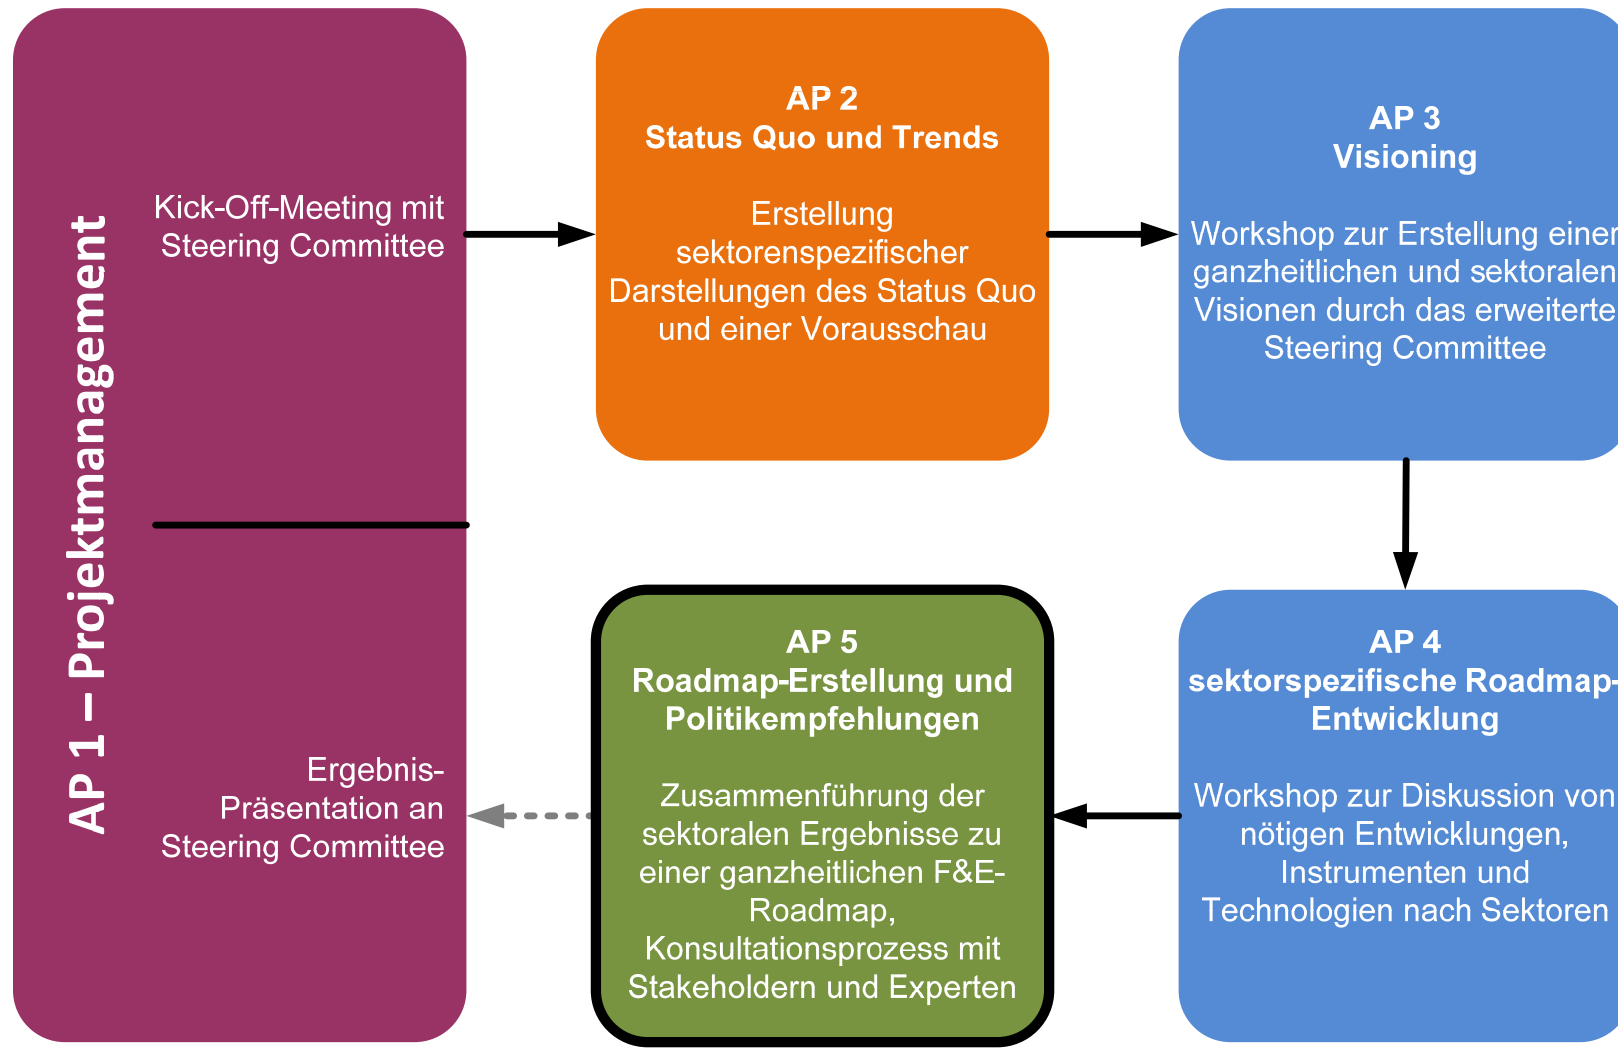 AP 1 – Projektmanagement
Kick-Off-Meeting mit
Steering Committee
Ergebnis-
Präsentation an
Steering Committee
AP 2
Status Quo und Trends
Erstellung
sektorenspezifischer
Darstellungen des Status Quo
und einer Vorausschau
AP 3
Visioning
Workshop zur Erstellung einer
ganzheitlichen und sektoralen
Visionen durch das erweiterte
Steering Committee
AP 4
sektorspezifische Roadmap-
Entwicklung
Workshop zur Diskussion von
nötigen Entwicklungen,
Instrumenten und
Technologien nach Sektoren
AP 5
Roadmap-Erstellung und
Politikempfehlungen
Zusammenführung der
sektoralen Ergebnisse zu
einer ganzheitlichen F&E-
Roadmap,
Konsultationsprozess mit
Stakeholdern und Experten